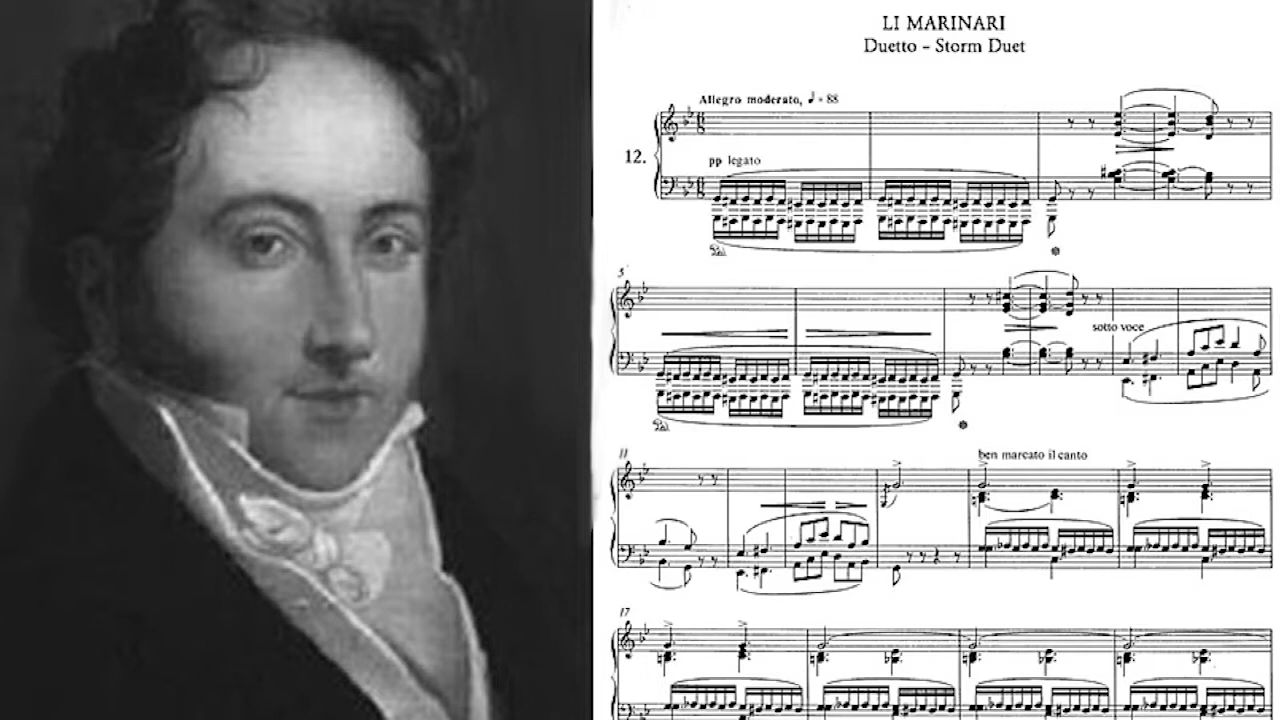 LI MARINARI
Duetto - Storm Duet
Allegro moderato, ♩ = 88
12.
pp legato
5
sotto voce
11
ben marcato il canto
17